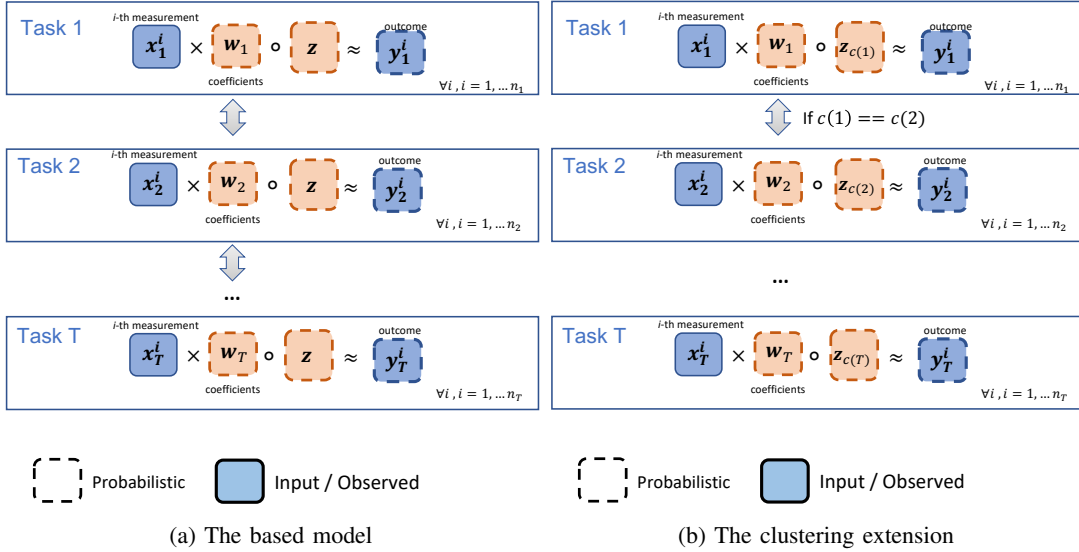 Task 1
i-th measurement
outcome
x_1^i × w_1 ∘ z ≈ y_1^i
coefficients
∀i , i = 1, … n_1
Task 2
i-th measurement
outcome
x_2^i × w_2 ∘ z ≈ y_2^i
coefficients
∀i , i = 1, … n_2
...
Task T
i-th measurement
outcome
x_T^i × w_T ∘ z ≈ y_T^i
coefficients
∀i , i = 1, … n_T
Probabilistic
Input / Observed
(a) The based model
Task 1
i-th measurement
outcome
x_1^i × w_1 ∘ z_{c(1)} ≈ y_1^i
coefficients
∀i , i = 1, … n_1
If c(1) == c(2)
Task 2
i-th measurement
outcome
x_2^i × w_2 ∘ z_{c(2)} ≈ y_2^i
coefficients
∀i , i = 1, … n_2
...
Task T
i-th measurement
outcome
x_T^i × w_T ∘ z_{c(T)} ≈ y_T^i
coefficients
∀i , i = 1, … n_T
Probabilistic
Input / Observed
(b) The clustering extension